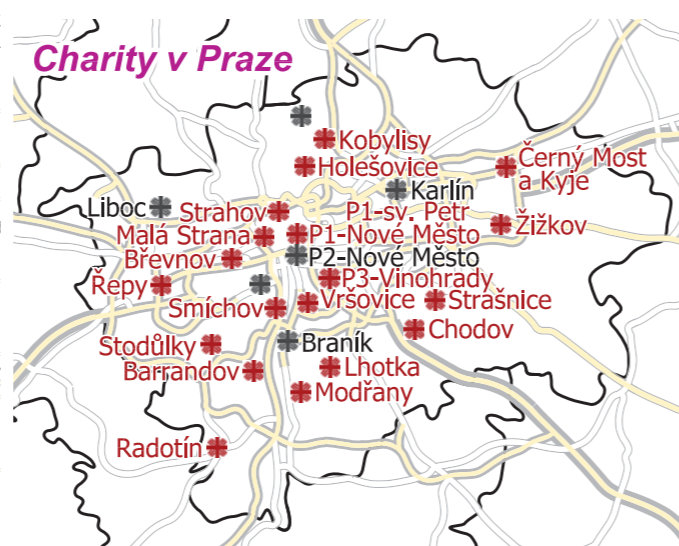 Charity v Praze
Kobylisy
Holešovice
Černý Most
a Kyje
Karlín
Liboc
Strahov
P1-sv. Petr
Žižkov
Malá Strana
P1-Nové Město
Břevnov
P2-Nové Město
Řepy
P3-Vinohrady
Smíchov
Vršovice
Strašnice
Chodov
Stodůlky
Braník
Barrandov
Lhotka
Modřany
Radotín